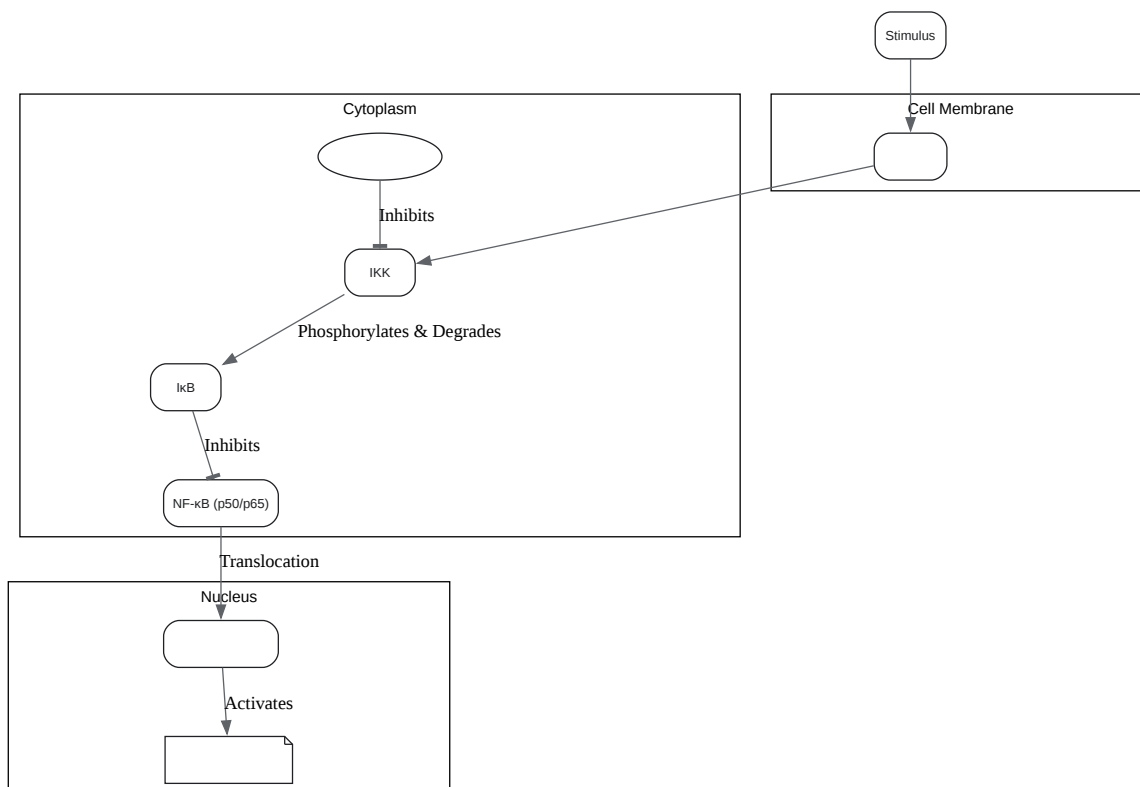 Stimulus
Cytoplasm
Cell Membrane
Inhibits
IKK
Phosphorylates & Degrades
IκB
Inhibits
NF-κB (p50/p65)
Translocation
Nucleus
Activates